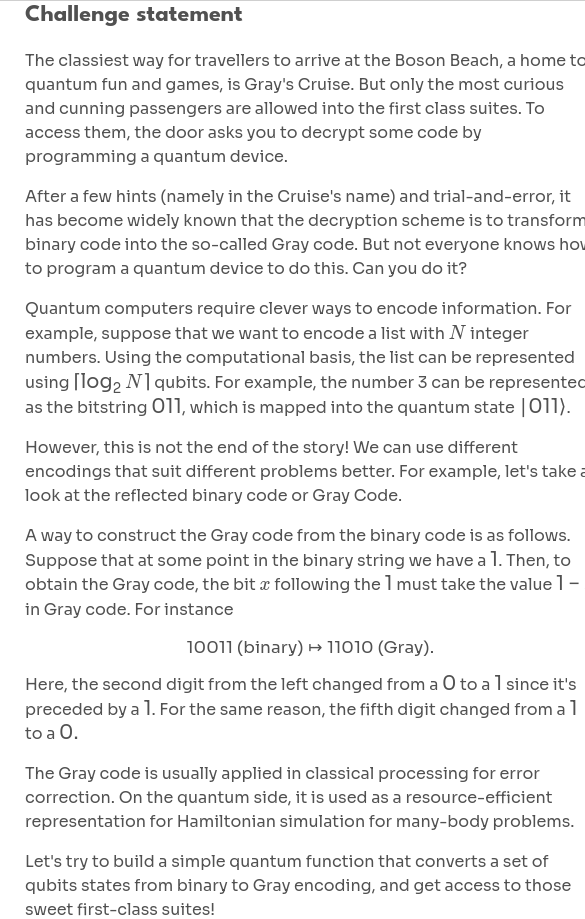 Challenge statement
The classiest way for travellers to arrive at the Boson Beach, a home to
quantum fun and games, is Gray's Cruise. But only the most curious
and cunning passengers are allowed into the first class suites. To
access them, the door asks you to decrypt some code by
programming a quantum device.
After a few hints (namely in the Cruise's name) and trial-and-error, it
has become widely known that the decryption scheme is to transform
binary code into the so-called Gray code. But not everyone knows how
to program a quantum device to do this. Can you do it?
Quantum computers require clever ways to encode information. For
example, suppose that we want to encode a list with N integer
numbers. Using the computational basis, the list can be represented
using ⌈log₂ N⌉ qubits. For example, the number 3 can be represented
as the bitstring 011, which is mapped into the quantum state |011⟩.
However, this is not the end of the story! We can use different
encodings that suit different problems better. For example, let's take a
look at the reflected binary code or Gray Code.
A way to construct the Gray code from the binary code is as follows.
Suppose that at some point in the binary string we have a 1. Then, to
obtain the Gray code, the bit x following the 1 must take the value 1 −
in Gray code. For instance
10011 (binary) ↦ 11010 (Gray).
Here, the second digit from the left changed from a 0 to a 1 since it's
preceded by a 1. For the same reason, the fifth digit changed from a 1
to a 0.
The Gray code is usually applied in classical processing for error
correction. On the quantum side, it is used as a resource-efficient
representation for Hamiltonian simulation for many-body problems.
Let's try to build a simple quantum function that converts a set of
qubits states from binary to Gray encoding, and get access to those
sweet first-class suites!